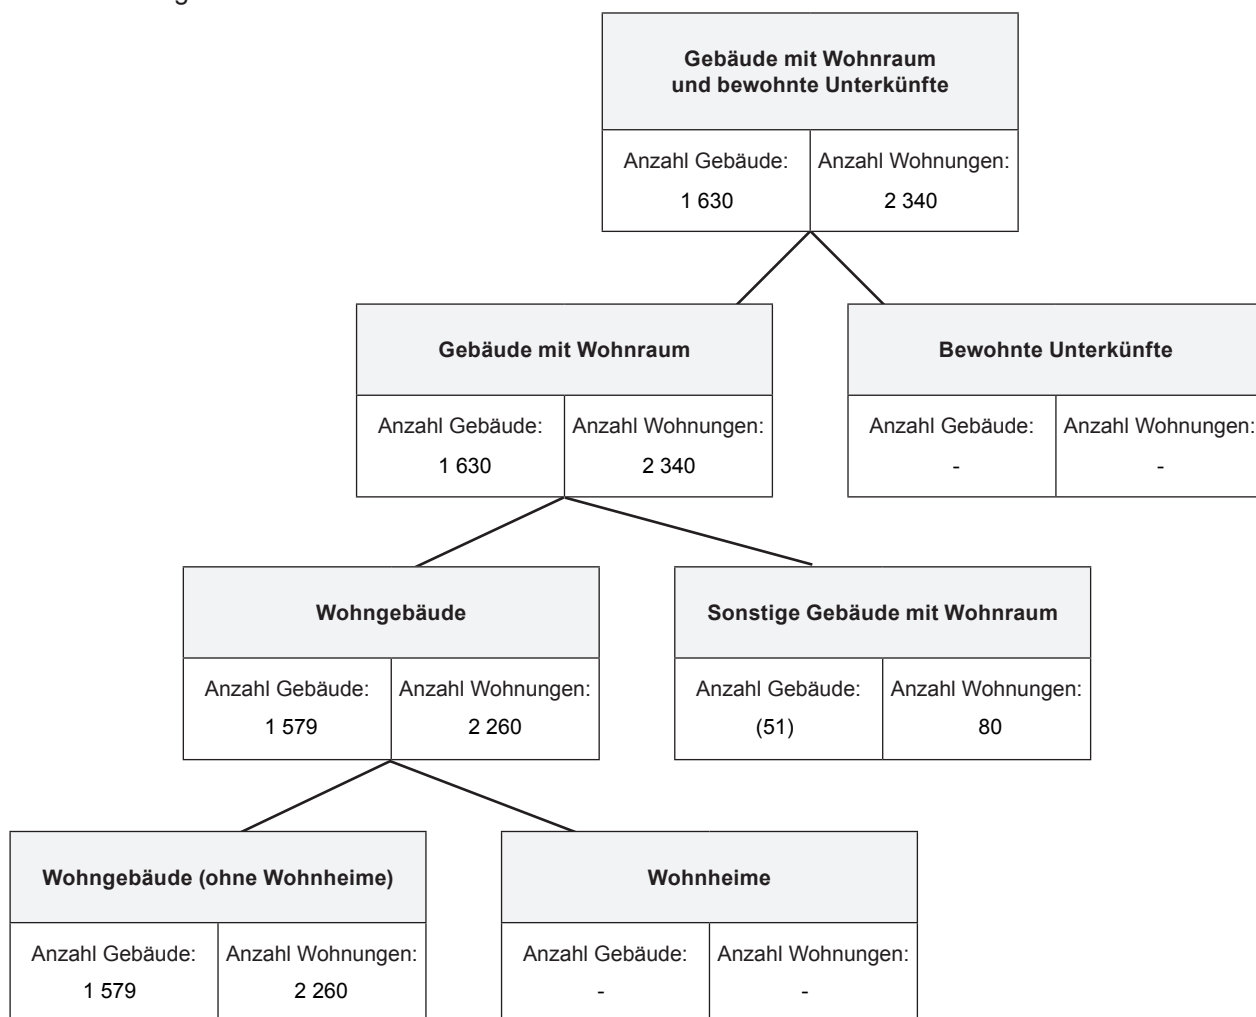 Gebäude mit Wohnraum
und bewohnte Unterkünfte
Anzahl Gebäude: Anzahl Wohnungen:
1 630 2 340
Gebäude mit Wohnraum
Anzahl Gebäude: Anzahl Wohnungen:
1 630 2 340
Bewohnte Unterkünfte
Anzahl Gebäude: Anzahl Wohnungen:
- -
Wohngebäude
Anzahl Gebäude: Anzahl Wohnungen:
1 579 2 260
Sonstige Gebäude mit Wohnraum
Anzahl Gebäude: Anzahl Wohnungen:
(51) 80
Wohngebäude (ohne Wohnheime)
Anzahl Gebäude: Anzahl Wohnungen:
1 579 2 260
Wohnheime
Anzahl Gebäude: Anzahl Wohnungen:
- -